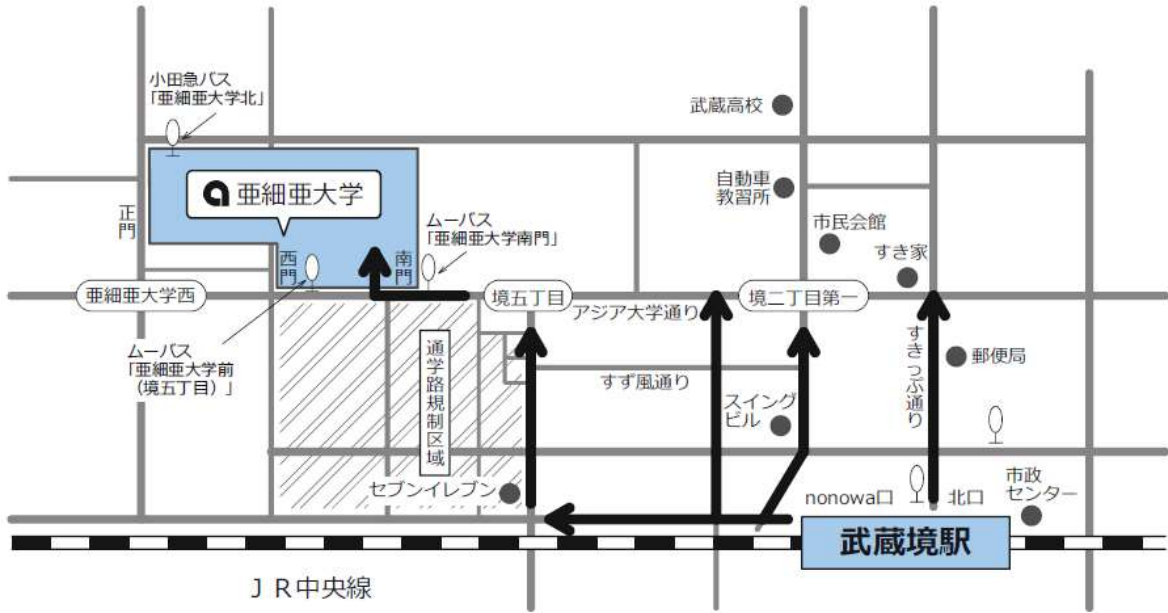 小田急バス
「亜細亜大学北」
武蔵高校
亜細亜大学
自動車
教習所
正門
ムーバス
「亜細亜大学南門」
市民会館
すき家
西門
南門
亜細亜大学西
境五丁目
境二丁目第一
アジア大学通り
ムーバス
「亜細亜大学前
(境五丁目)」
通学路規制区域
すず風通り
すきっぷ通り
郵便局
スイング
ビル
セブンイレブン
nonowa口
北口
市政
センター
武蔵境駅
JR中央線